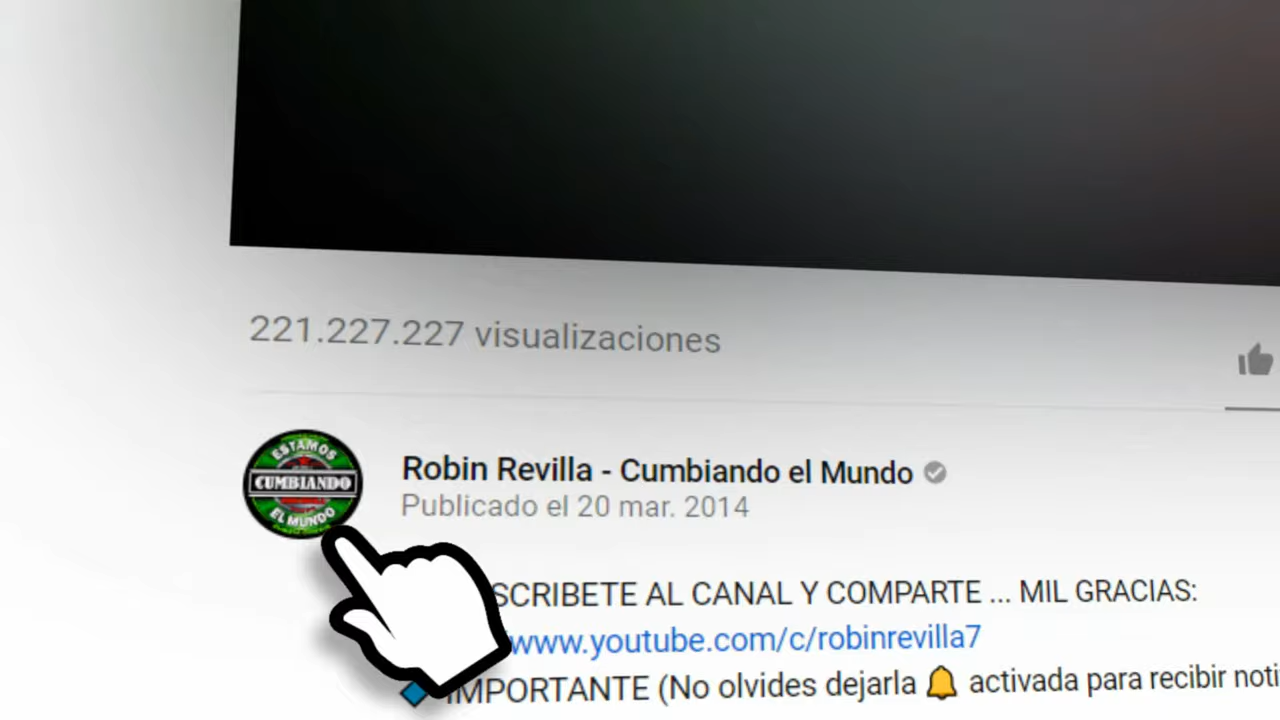 221.227.227 visualizaciones
ESTAMOS
CUMBIANDO
EL MUNDO
Robin Revilla - Cumbiando el Mundo
Publicado el 20 mar. 2014
SCRIBETE AL CANAL Y COMPARTE ... MIL GRACIAS:
www.youtube.com/c/robinrevilla7
IMPORTANTE (No olvides dejarla 🔔 activada para recibir noti